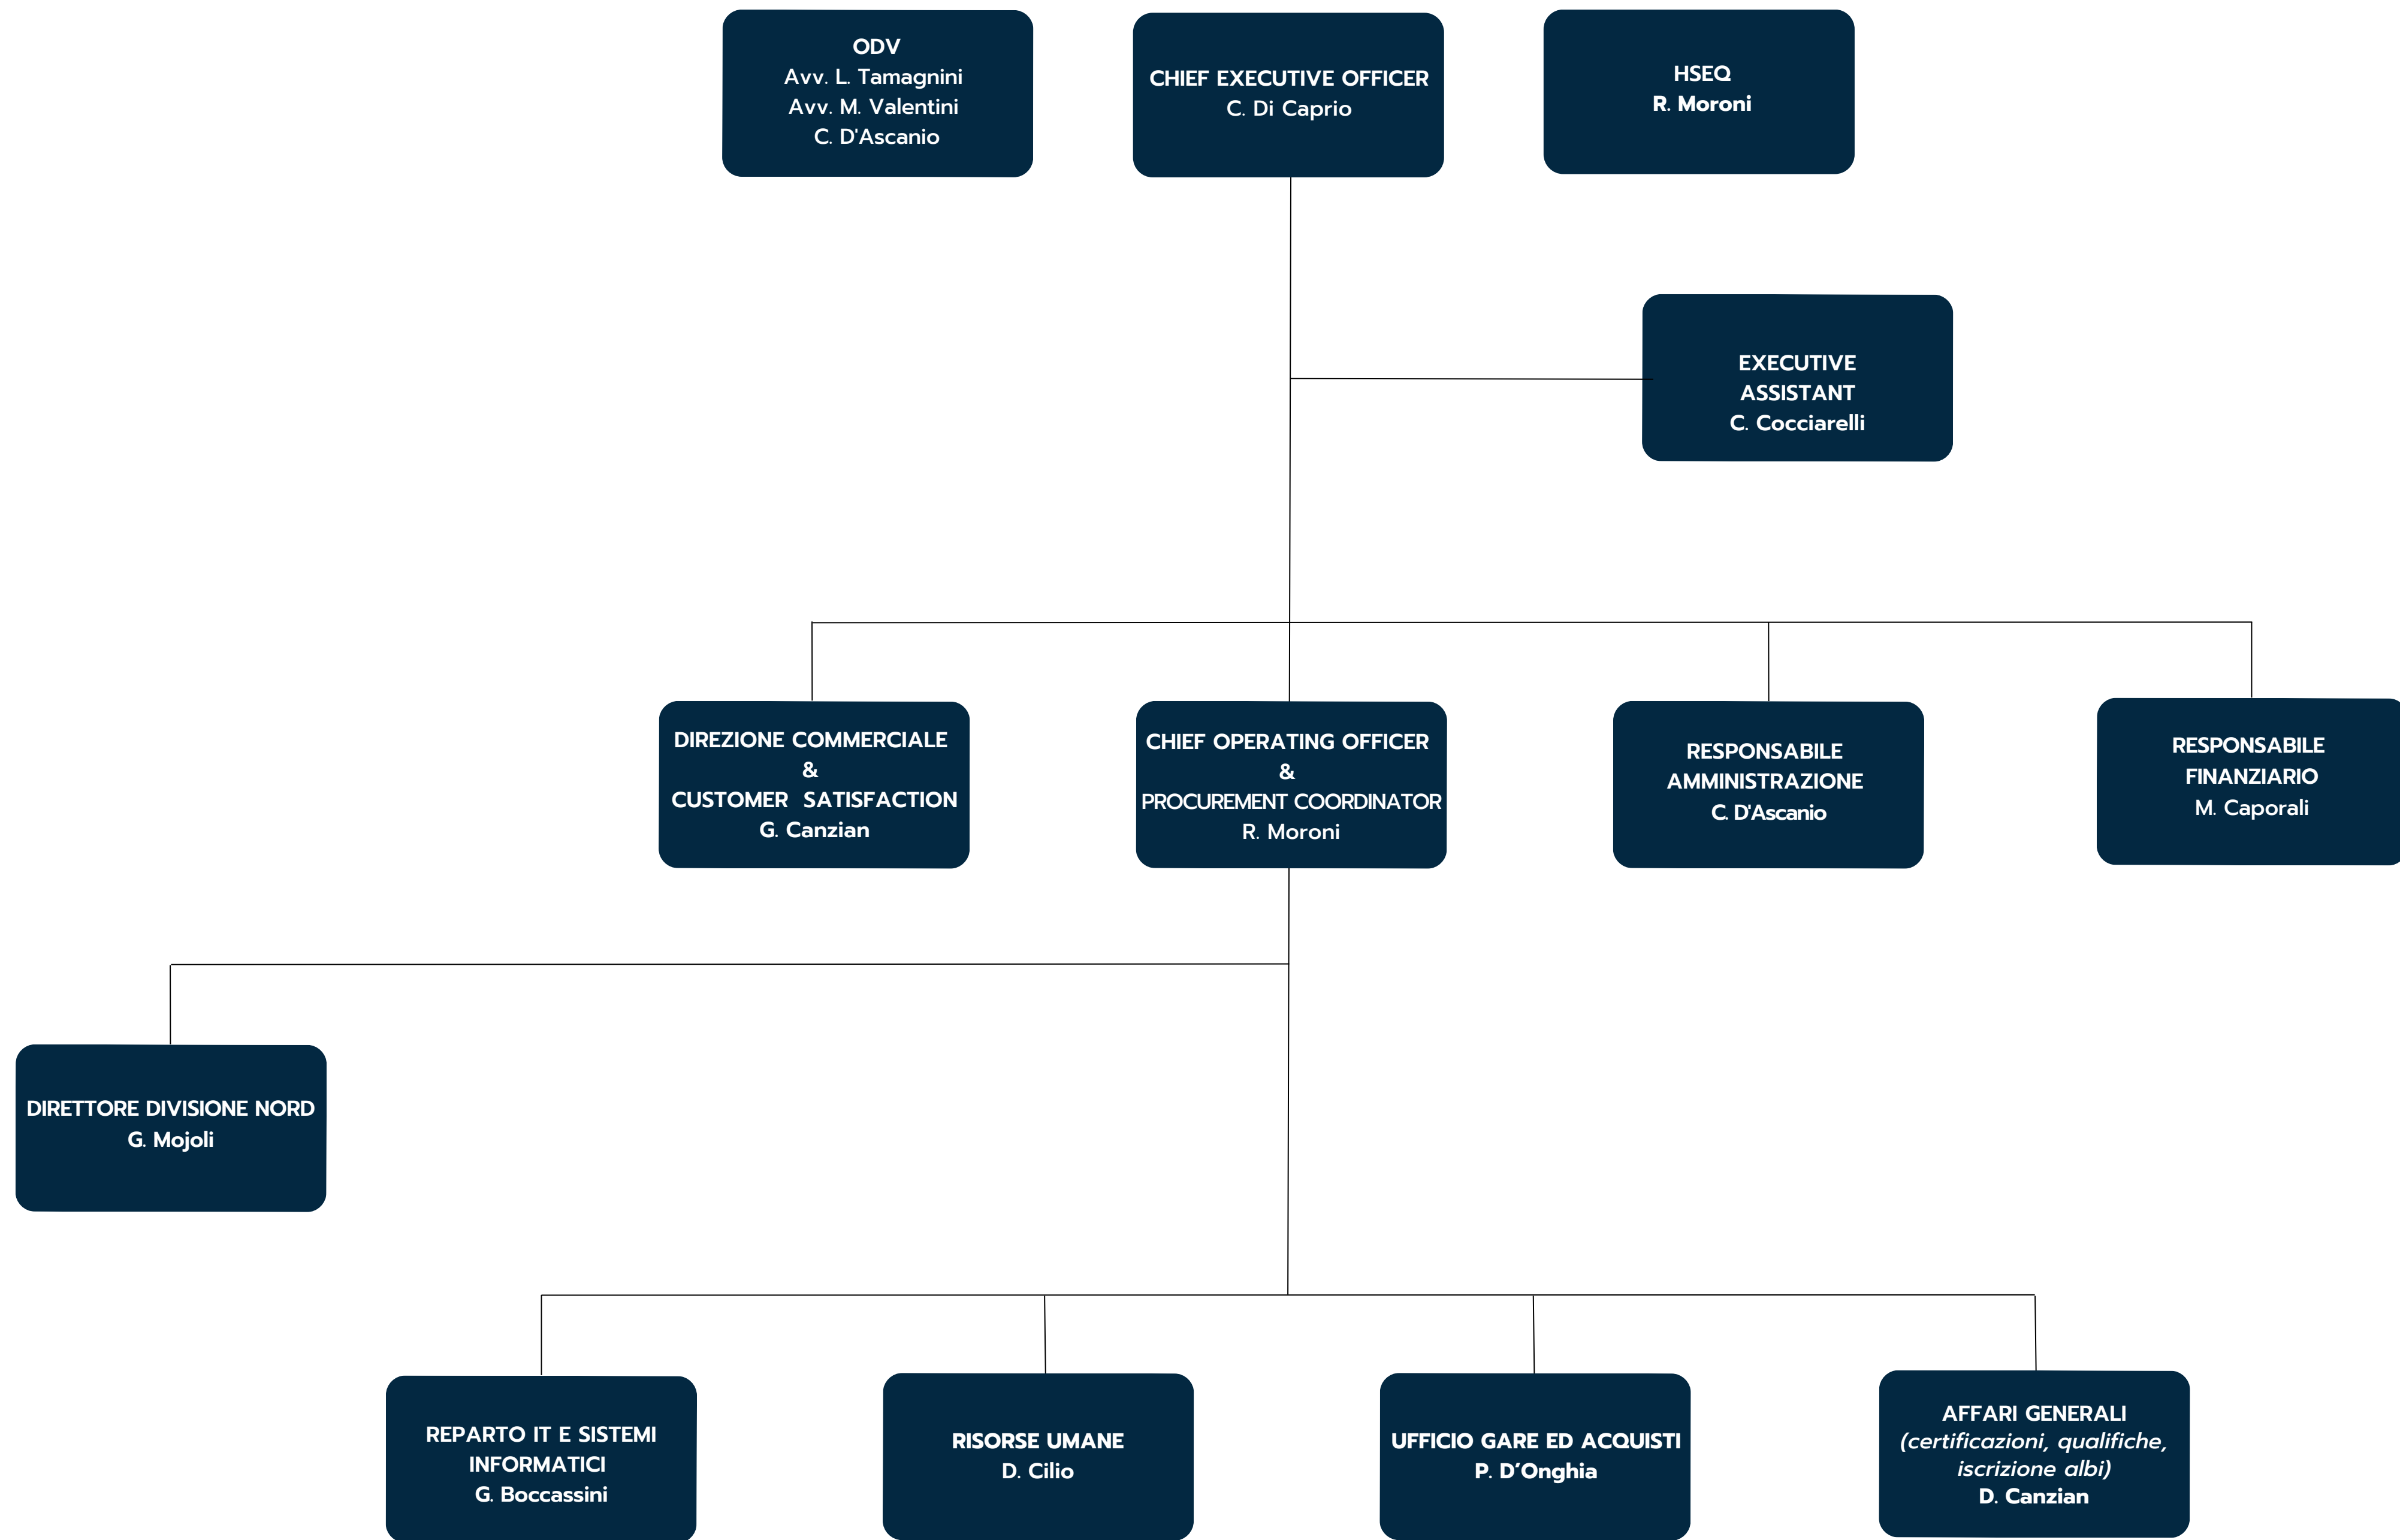 ODV
Avv. L. Tamagnini
Avv. M. Valentini
C. D'Ascanio
CHIEF EXECUTIVE OFFICER
C. Di Caprio
HSEQ
R. Moroni
EXECUTIVE
ASSISTANT
C. Cocciarelli
DIREZIONE COMMERCIALE
&
CUSTOMER SATISFACTION
G. Canzian
CHIEF OPERATING OFFICER
&
PROCUREMENT COORDINATOR
R. Moroni
RESPONSABILE
AMMINISTRAZIONE
C. D'Ascanio
RESPONSABILE
FINANZIARIO
M. Caporali
DIRETTORE DIVISIONE NORD
G. Mojoli
REPARTO IT E SISTEMI
INFORMATICI
G. Boccassini
RISORSE UMANE
D. Cilio
UFFICIO GARE ED ACQUISTI
P. D’Onghia
AFFARI GENERALI
(certificazioni, qualifiche,
iscrizione albi)
D. Canzian